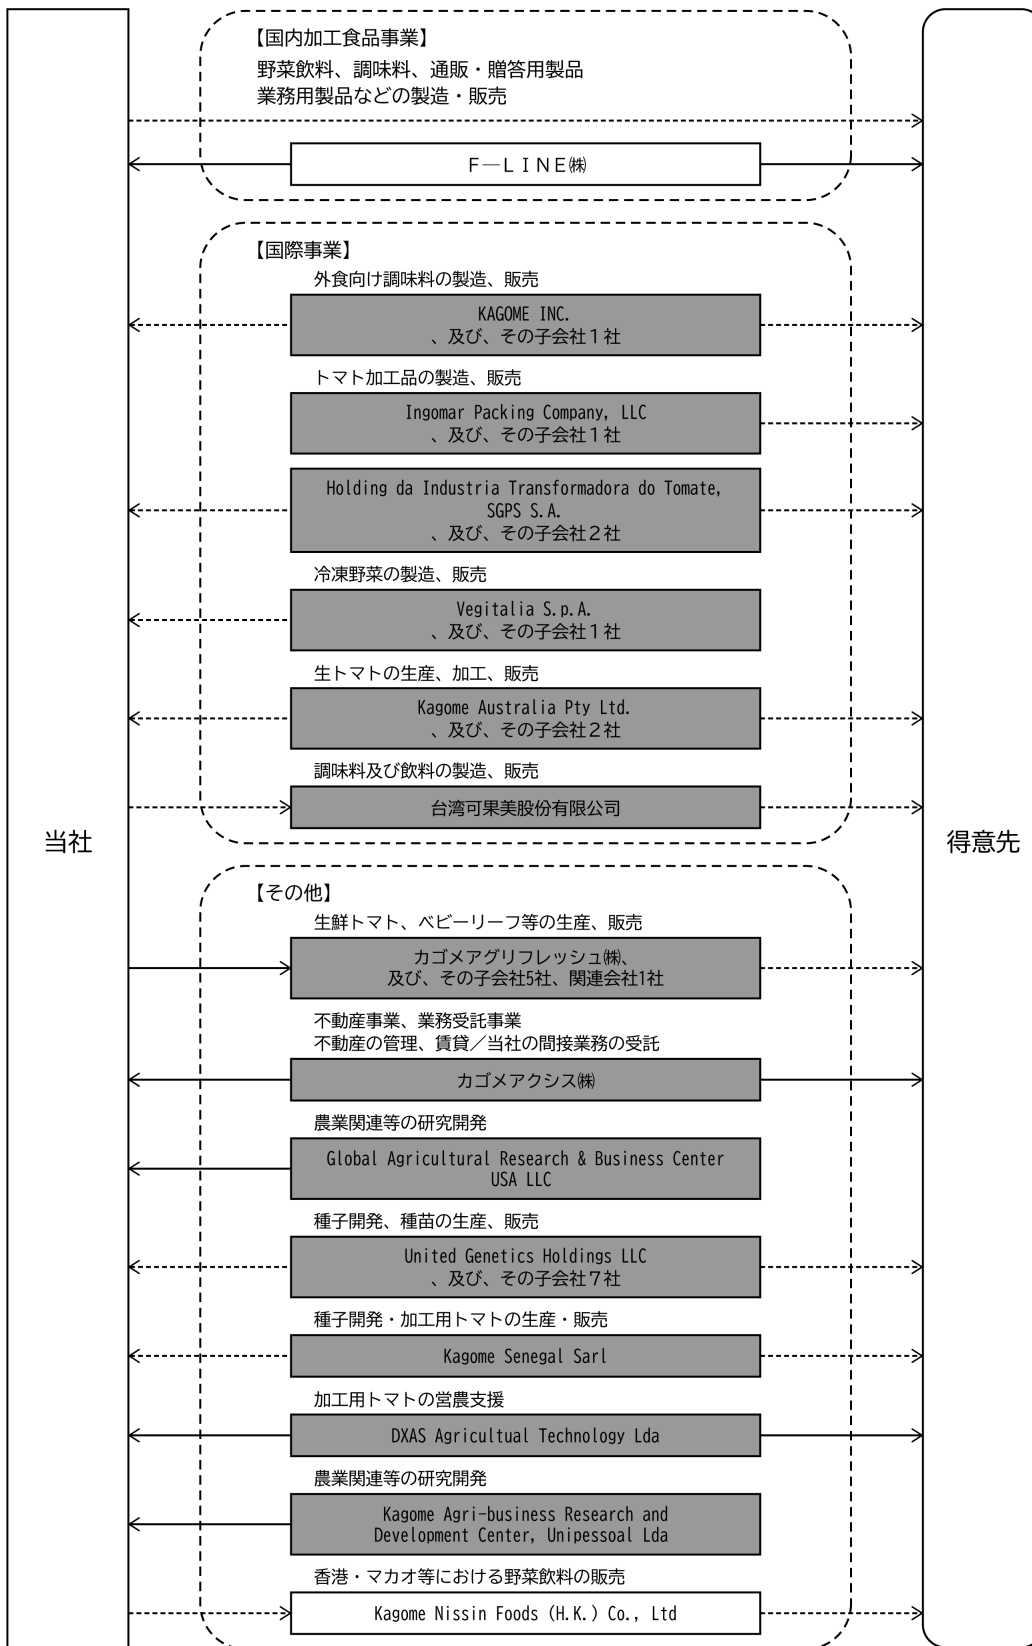 【国内加工食品事業】
野菜飲料、調味料、通販・贈答用製品
業務用製品などの製造・販売
Ｆ―ＬＩＮＥ㈱
【国際事業】
外食向け調味料の製造、販売
KAGOME INC.
、及び、その子会社１社
トマト加工品の製造、販売
Ingomar Packing Company, LLC
、及び、その子会社１社
Holding da Industria Transformadora do Tomate,
SGPS S.A.
、及び、その子会社２社
冷凍野菜の製造、販売
Vegitalia S.p.A.
、及び、その子会社１社
生トマトの生産、加工、販売
Kagome Australia Pty Ltd.
、及び、その子会社２社
調味料及び飲料の製造、販売
台湾可果美股份有限公司
当社
得意先
【その他】
生鮮トマト、ベビーリーフ等の生産、販売
カゴメアグリフレッシュ㈱、
及び、その子会社5社、関連会社1社
不動産事業、業務受託事業
不動産の管理、賃貸／当社の間接業務の受託
カゴメアクシス㈱
農業関連等の研究開発
Global Agricultural Research & Business Center
USA LLC
種子開発、種苗の生産、販売
United Genetics Holdings LLC
、及び、その子会社７社
種子開発・加工用トマトの生産・販売
Kagome Senegal Sarl
加工用トマトの営農支援
DXAS Agricultual Technology Lda
農業関連等の研究開発
Kagome Agri-business Research and
Development Center, Unipessoal Lda
香港・マカオ等における野菜飲料の販売
Kagome Nissin Foods (H.K.) Co., Ltd